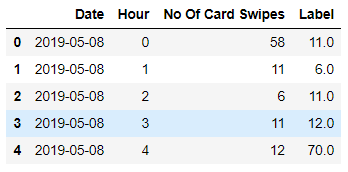 Date Hour No Of Card Swipes Label
0 2019-05-08 0 58 11.0
1 2019-05-08 1 11 6.0
2 2019-05-08 2 6 11.0
3 2019-05-08 3 11 12.0
4 2019-05-08 4 12 70.0